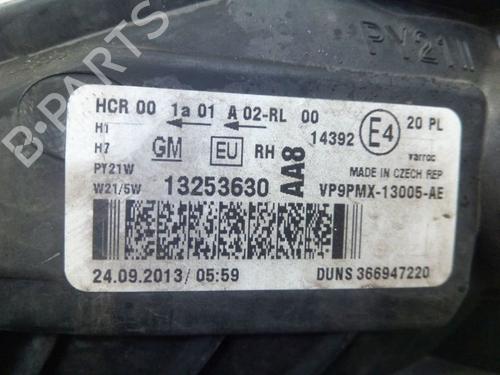 PY21
HCR 00 1a 01 A 02-RL 00
14392 E4 20 PL
H1
H7 GM EU RH AA8
varroc
PY21W
MADE IN CZECH REP
W21/5W 13253630 VP9PMX-13005-AE
24.09.2013/ 05:59 DUNS 366947220
B-PARTS